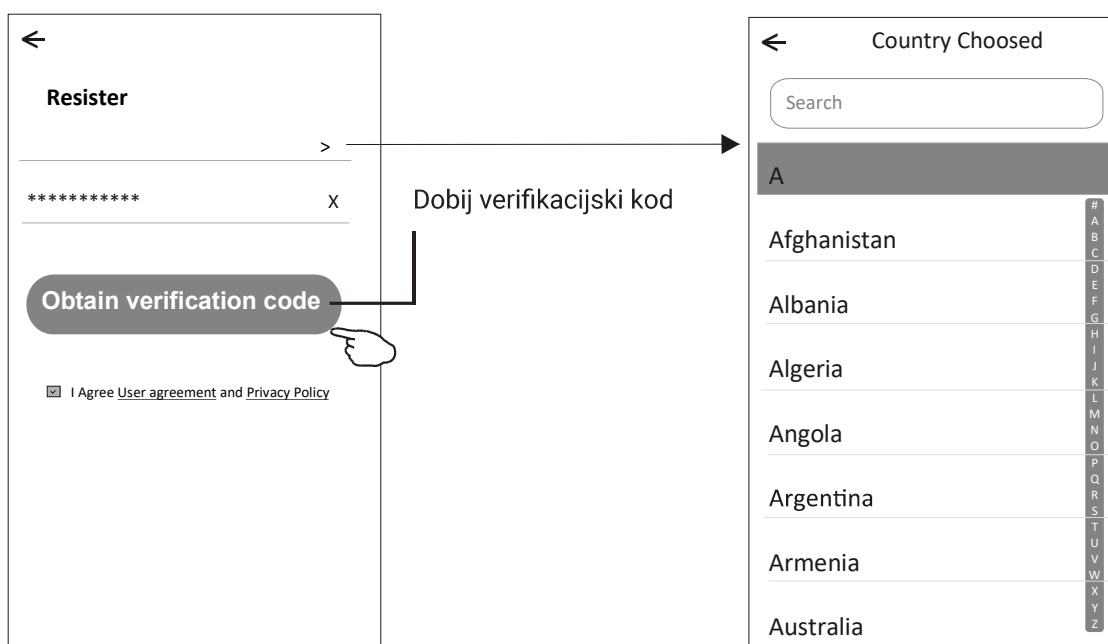 Resister
>
***********
X
Obtain verification code
I Agree User agreement and Privacy Policy
Dobij verifikacijski kod
Country Choosed
Search
A
Afghanistan
Albania
Algeria
Angola
Argentina
Armenia
Australia
#
A
B
C
D
E
F
G
H
I
J
K
L
M
N
O
P
Q
R
S
T
U
V
W
X
Y
Z